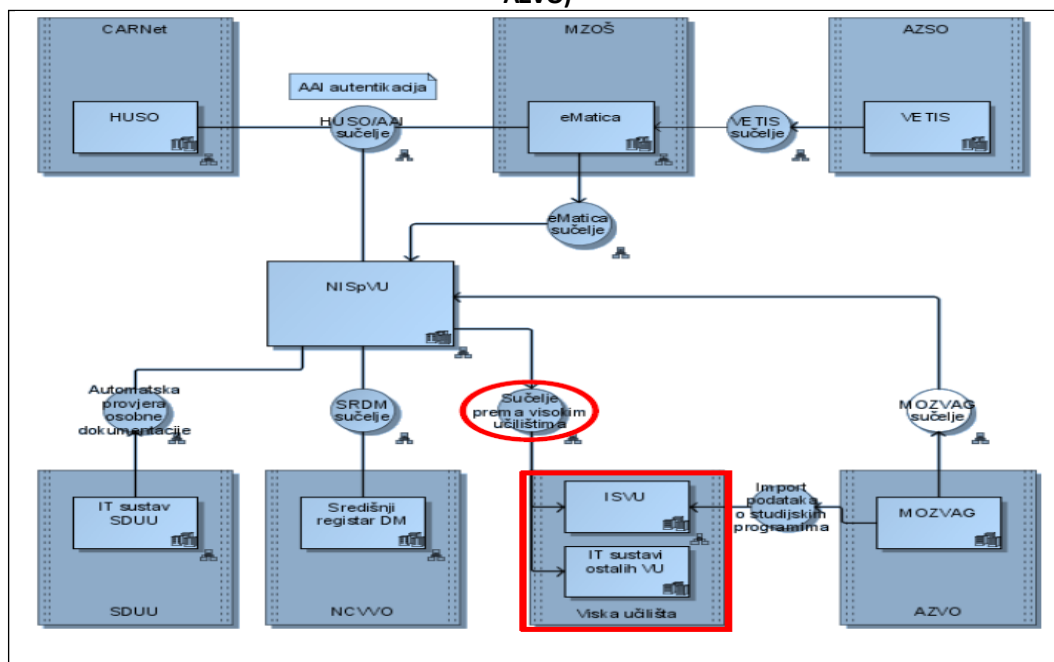 AZVO)
CARNet
MZOŠ
AZSO
AAI autentikacija
HUSO
HUSO/AAI
sučelje
eMatica
VETIS
sučelje
VETIS
eMatica
sučelje
NISpVU
Automatska
provjera
osobne
dokumentacije
SRDM
sučelje
Sučelje
prema visokim
učilištima
MOZVAG
sučelje
IT sustav
SDUU
Središnji
registar DM
ISVU
Import
podataka
o studijskim
programima
MOZVAG
IT sustavi
ostalih VU
SDUU
NCVVO
Viska učilišta
AZVO